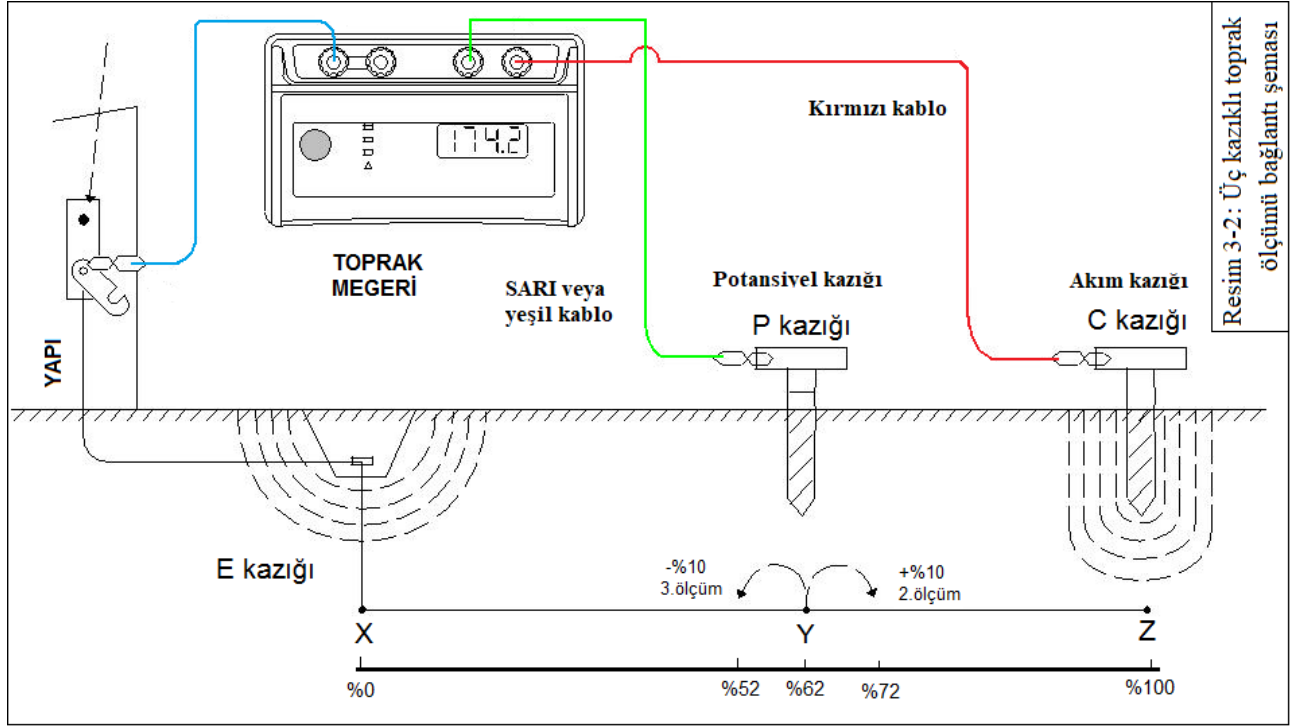 Resim 3-2: Üç kazıklı toprak
ölçümü bağlantı şeması
174.2
TOPRAK
MEGERİ
Kırmızı kablo
SARI veya
yeşil kablo
Potansivel kazığı
P kazığı
Akım kazığı
C kazığı
YAPI
E kazığı
-%10
3.ölçüm
+%10
2.ölçüm
X
Y
Z
%0
%52
%62
%72
%100